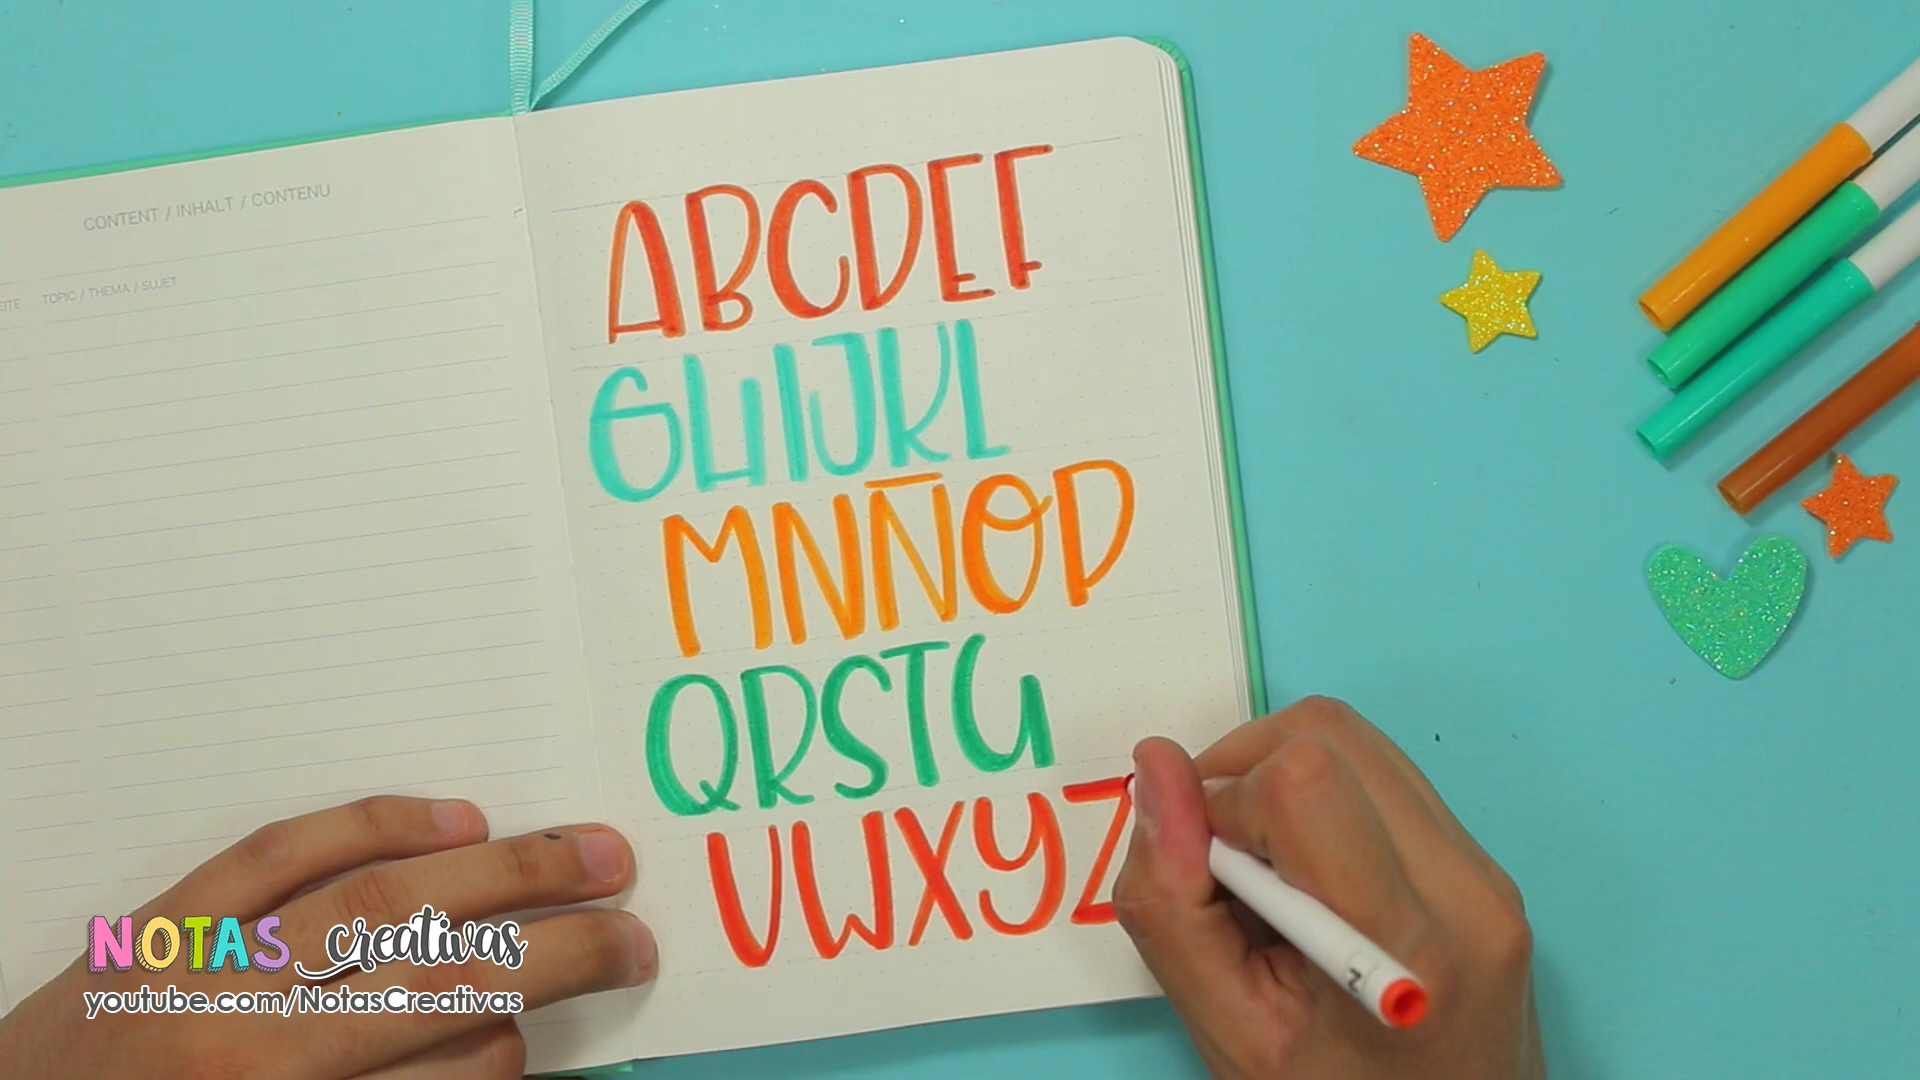 CONTENT / INHALT / CONTENU
TOPIC / THEMA / SUJET
ABCDEF
GHIJKL
MNÑOP
QRSTU
VWXYZ
NOTAS creativas
youtube.com/NotasCreativas